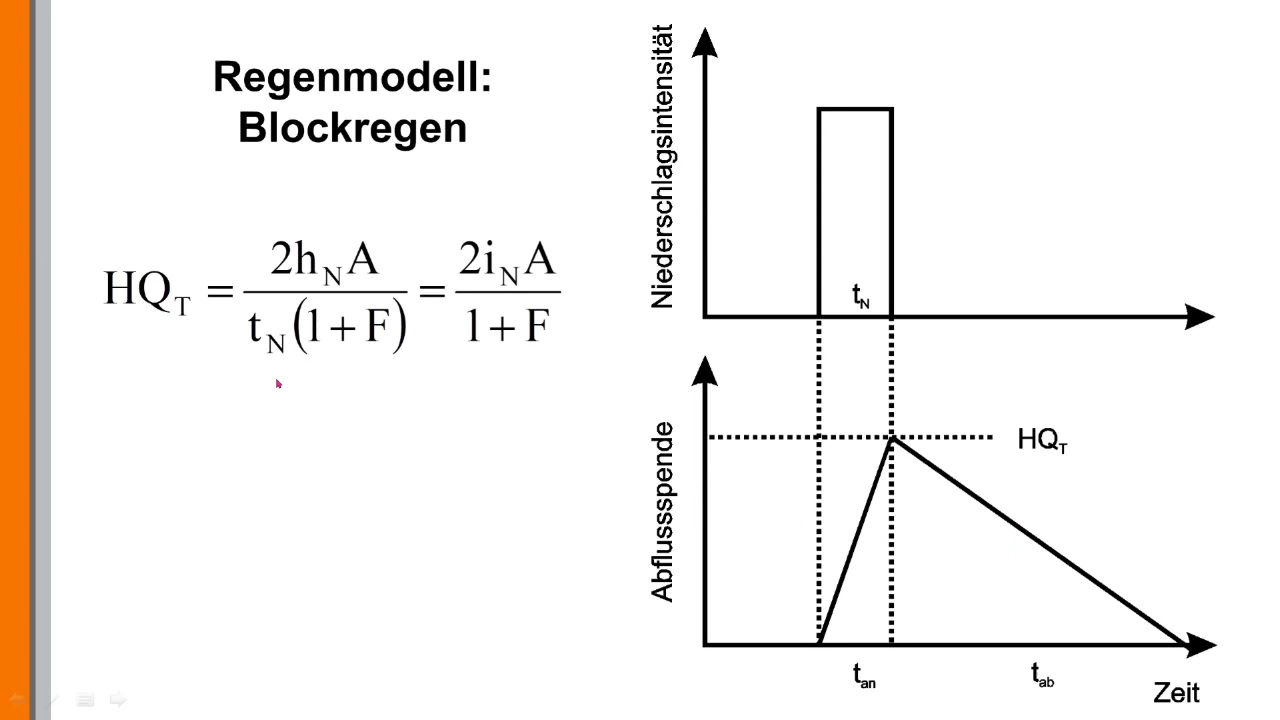 Regenmodell:
Blockregen
HQ_T = 2h_N A / t_N (1 + F) = 2i_N A / 1 + F
Niederschlagsintensität
t_N
Abflussspende
HQ_T
t_an
t_ab
Zeit